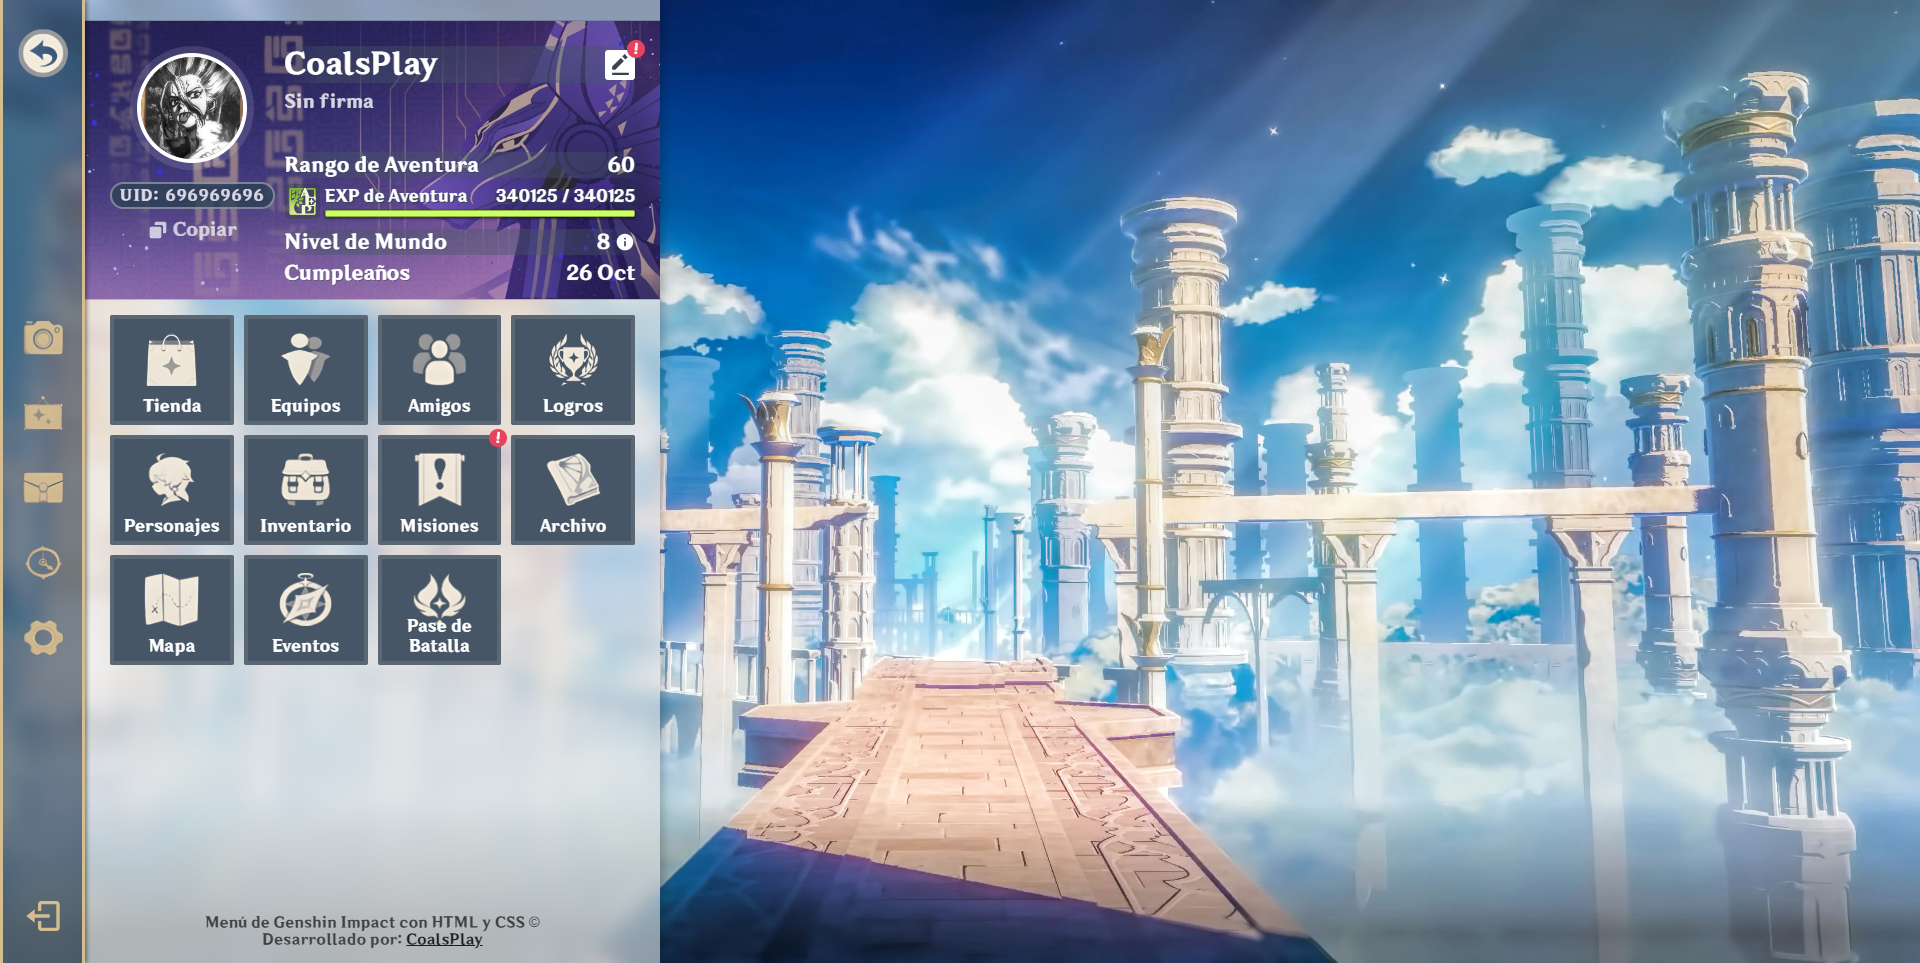 CoalsPlay
Sin firma
Rango de Aventura 60
EXP de Aventura 340125 / 340125
UID: 696969696
Copiar
Nivel de Mundo 8
Cumpleaños 26 Oct
Tienda
Equipos
Amigos
Logros
Personajes
Inventario
Misiones
Archivo
Mapa
Eventos
Pase de
Batalla
Menú de Genshin Impact con HTML y CSS ©
Desarrollado por: CoalsPlay